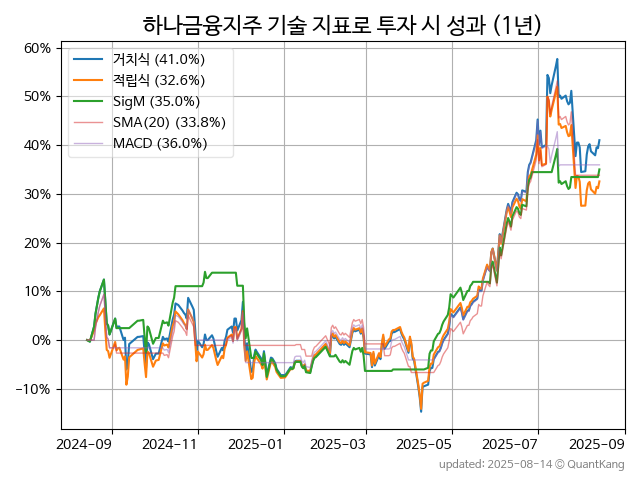 하나금융지주 기술 지표로 투자 시 성과 (1년)
거치식 (41.0%)
적립식 (32.6%)
SigM (35.0%)
SMA(20) (33.8%)
MACD (36.0%)
60%
50%
40%
30%
20%
10%
0%
−10%
2024-09 2024-11 2025-01 2025-03 2025-05 2025-07 2025-09
updated: 2025-08-14 © QuantKang